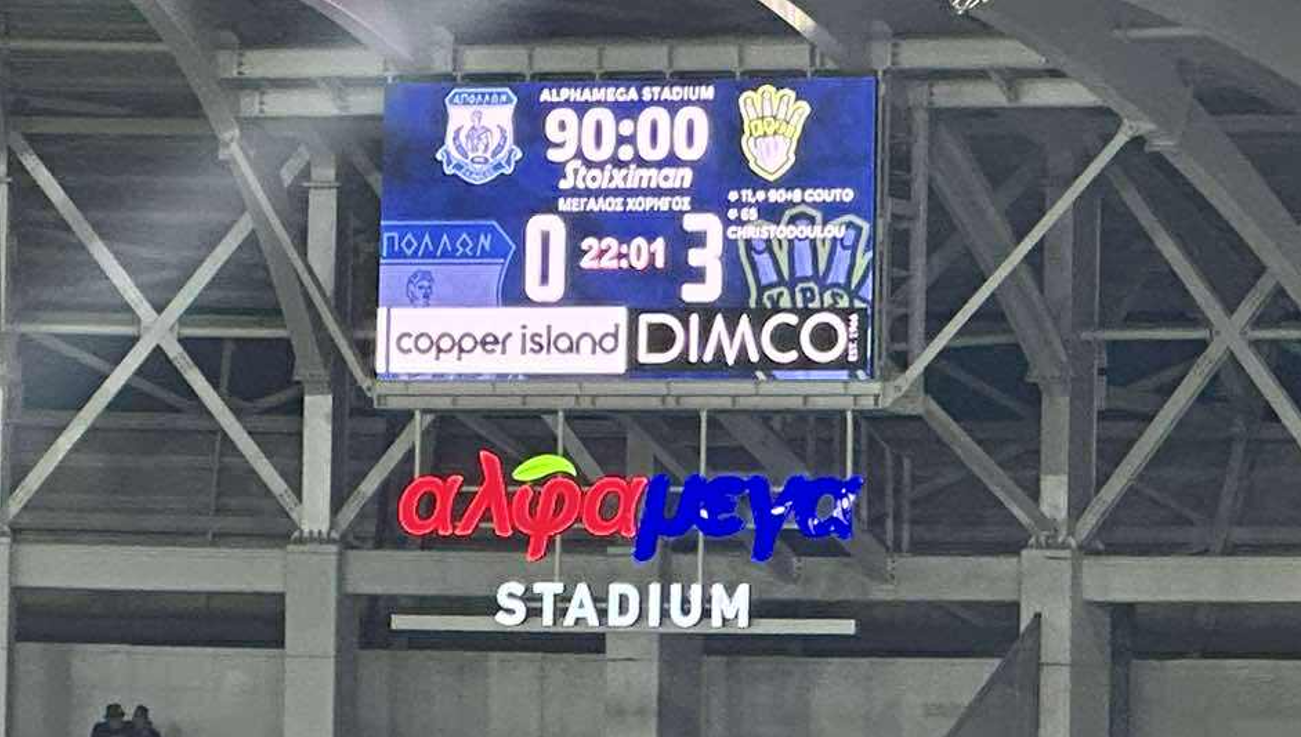 ΑΠΟΛΛΩΝ
ALPHAMEGA STADIUM
90:00
Stoiximan
ΜΕΓΑΛΟΣ ΧΟΡΗΓΟΣ
11, 90+8 COUTO
65
CHRISTODOULOU
ΠΟΛΛΩΝ
0 22:01 3
copper island DIMCO
αλφαμεγα
STADIUM